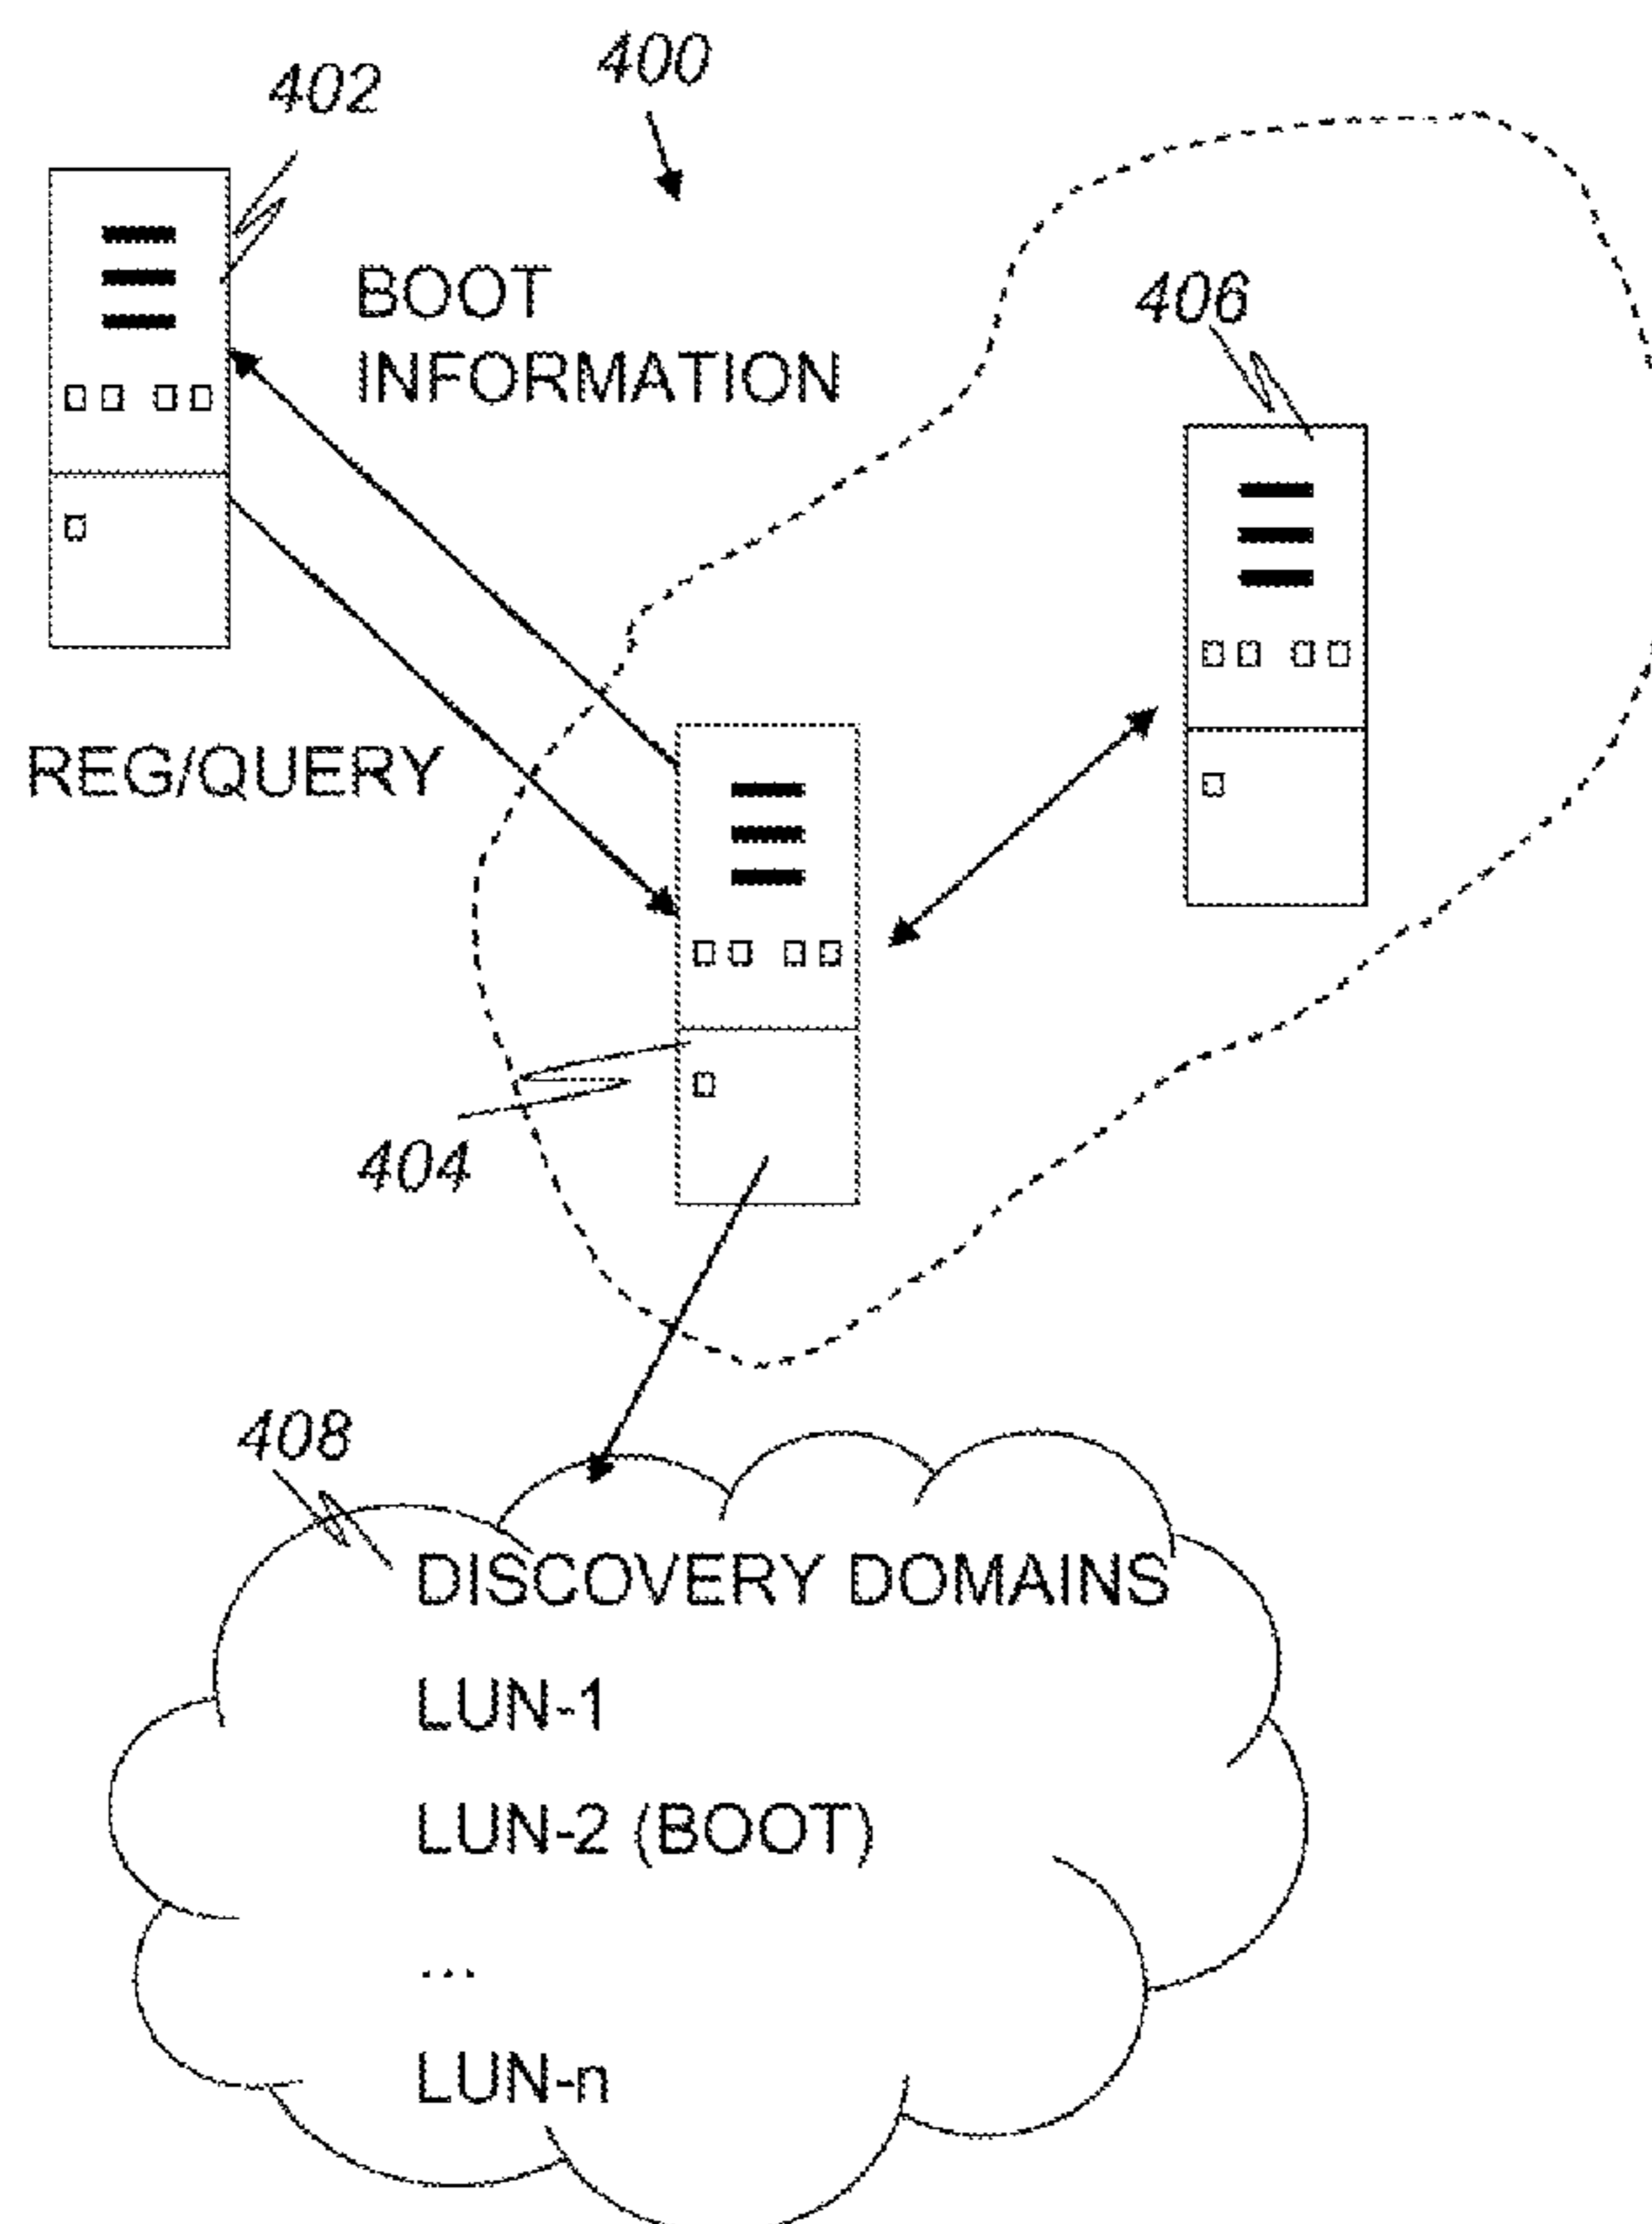 400
402
BOOT
INFORMATION
406
REG/QUERY
404
408
DISCOVERY DOMAINS
LUN-1
LUN-2 (BOOT)
...
LUN-n